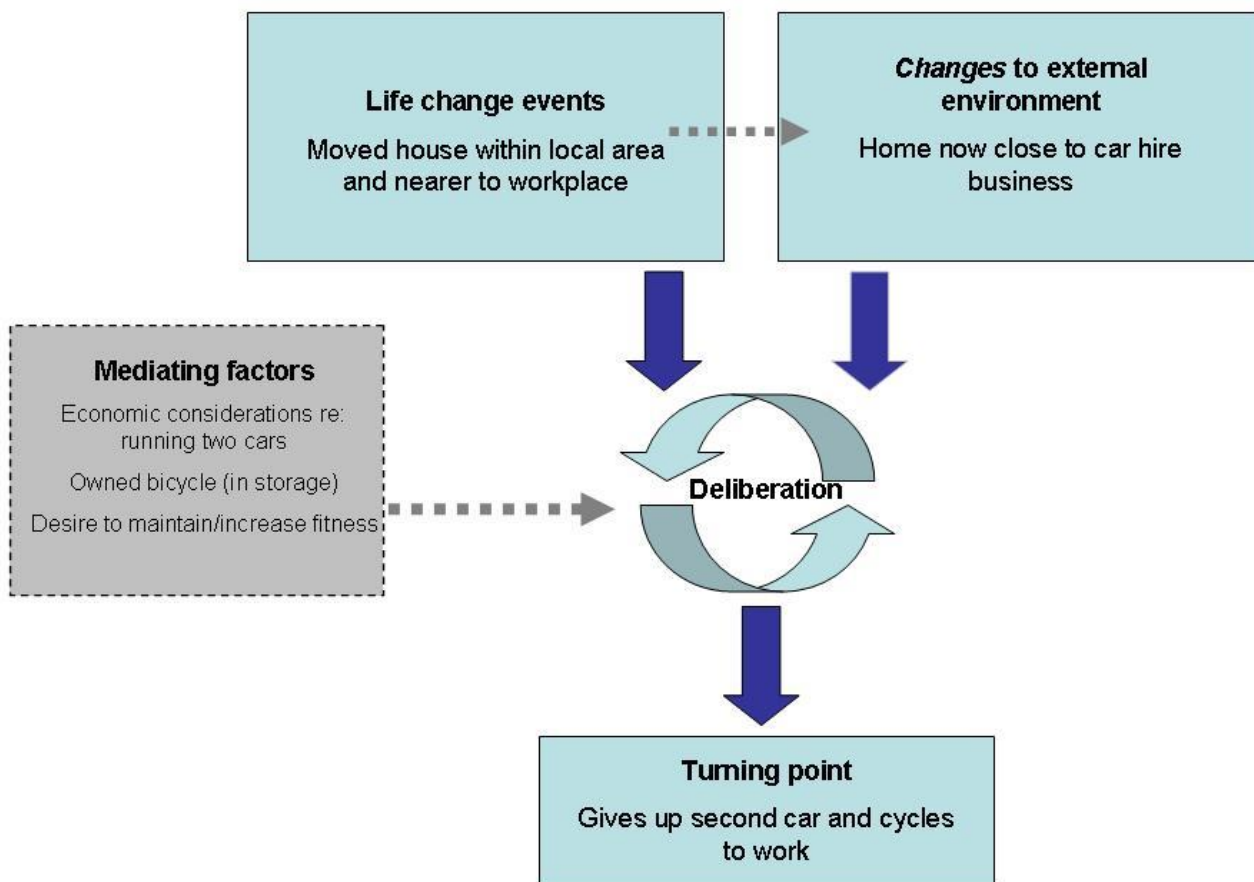 Life change events
Moved house within local area
and nearer to workplace
Changes to external
environment
Home now close to car hire
business
Mediating factors
Economic considerations re:
running two cars
Owned bicycle (in storage)
Desire to maintain/increase fitness
Deliberation
Turning point
Gives up second car and cycles
to work